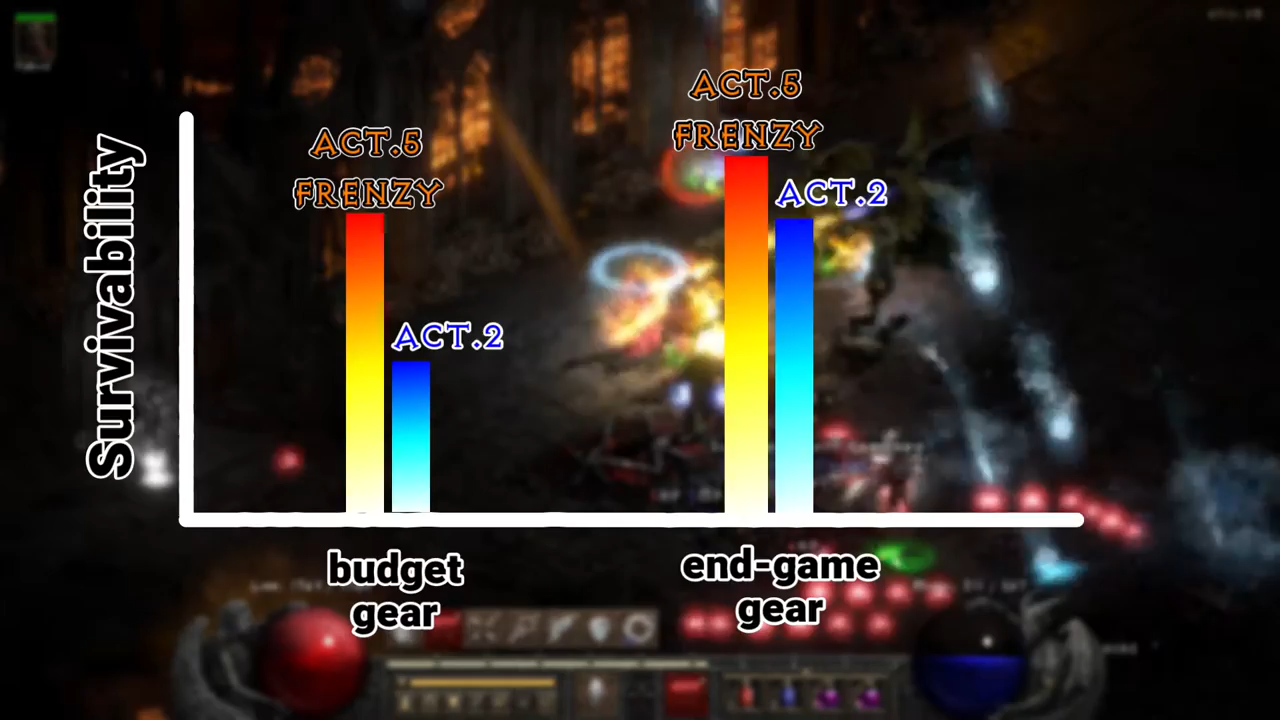 ACT.5
FRENZY
ACT.2
ACT.5
FRENZY
ACT.2
Survivability
budget
gear
end-game
gear